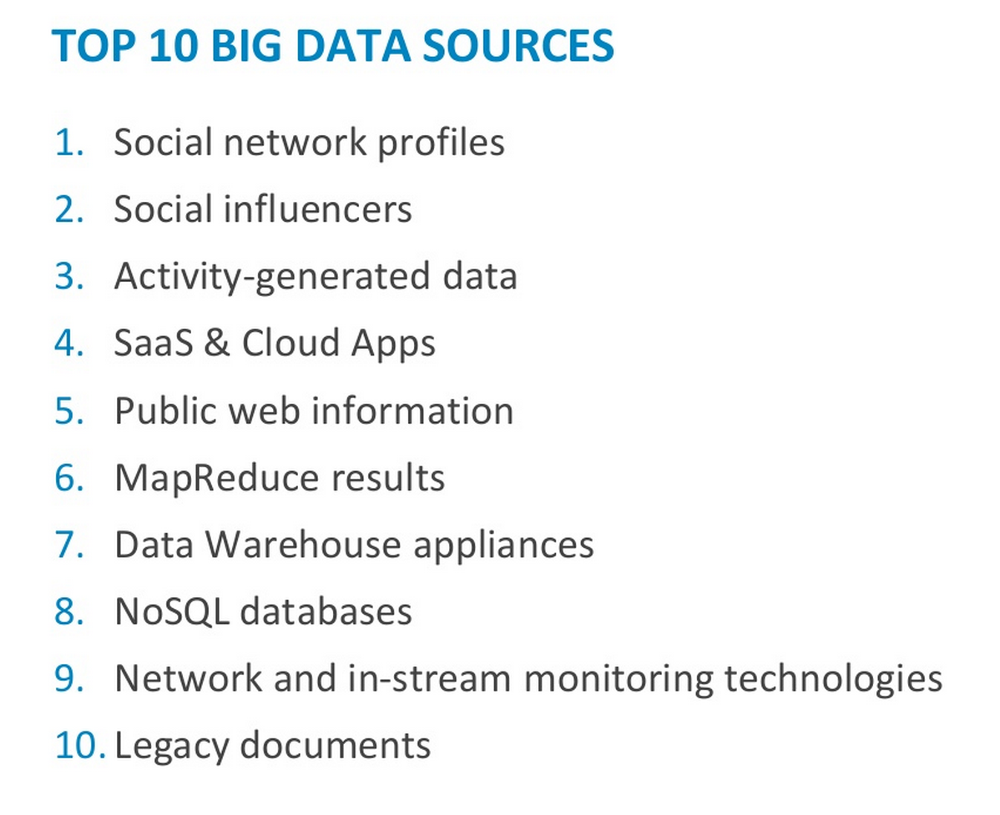 TOP 10 BIG DATA SOURCES
1. Social network profiles
2. Social influencers
3. Activity-generated data
4. SaaS & Cloud Apps
5. Public web information
6. MapReduce results
7. Data Warehouse appliances
8. NoSQL databases
9. Network and in-stream monitoring technologies
10. Legacy documents